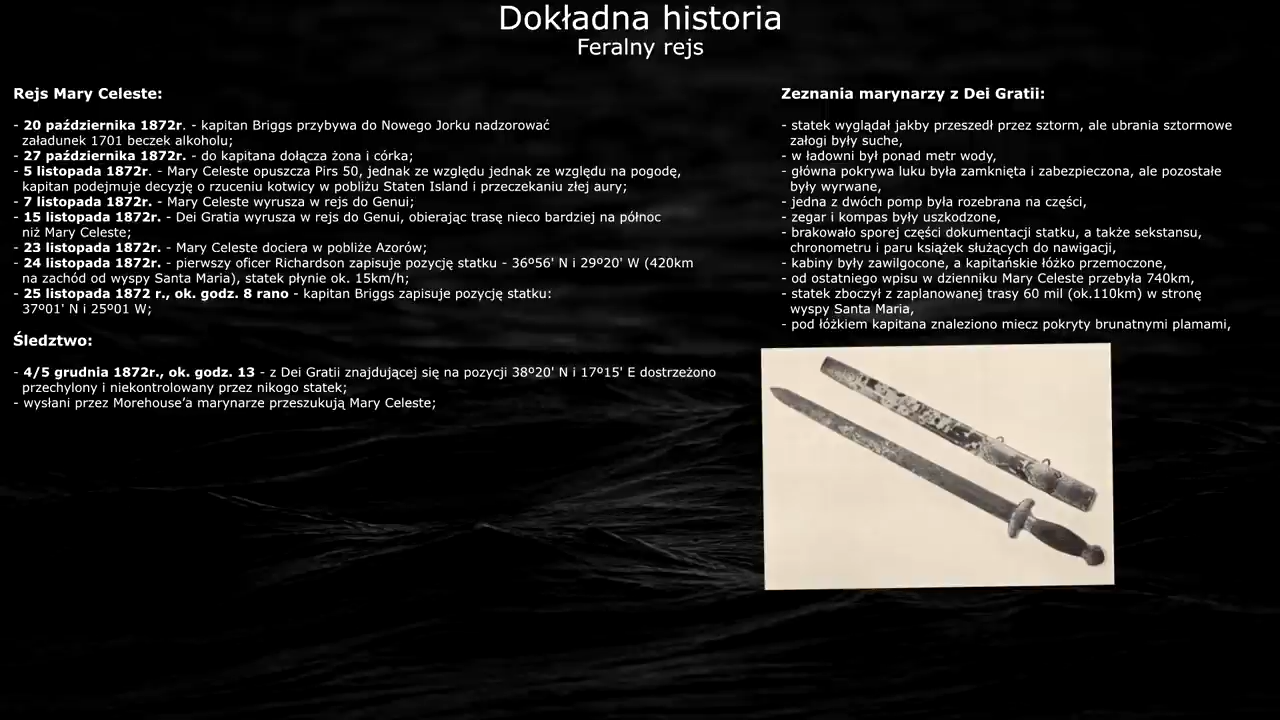 Dokładna historia
Feralny rejs
Rejs Mary Celeste:
- 20 października 1872r. - kapitan Briggs przybywa do Nowego Jorku nadzorować
załadunek 1701 beczek alkoholu;
- 27 października 1872r. - do kapitana dołącza żona i córka;
- 5 listopada 1872r. - Mary Celeste opuszcza Pirs 50, jednak ze względu jednak ze względu na pogodę,
kapitan podejmuje decyzję o rzuceniu kotwicy w pobliżu Staten Island i przeczekaniu złej aury;
- 7 listopada 1872r. - Mary Celeste wyrusza w rejs do Genui;
- 15 listopada 1872r. - Dei Gratia wyrusza w rejs do Genui, obierając trasę nieco bardziej na północ
niż Mary Celeste;
- 23 listopada 1872r. - Mary Celeste dociera w pobliże Azorów;
- 24 listopada 1872r. - pierwszy oficer Richardson zapisuje pozycję statku - 36º56' N i 29º20' W (420km
na zachód od wyspy Santa Maria), statek płynie ok. 15km/h;
- 25 listopada 1872 r., ok. godz. 8 rano - kapitan Briggs zapisuje pozycję statku:
37º01' N i 25º01 W;
Śledztwo:
- 4/5 grudnia 1872r., ok. godz. 13 - z Dei Gratii znajdującej się na pozycji 38º20' N i 17º15' E dostrzeżono
przechylony i niekontrolowany przez nikogo statek;
- wysłani przez Morehouse’a marynarze przeszukują Mary Celeste;
Zeznania marynarzy z Dei Gratii:
- statek wyglądał jakby przeszedł przez sztorm, ale ubrania sztormowe
załogi były suche,
- w ładowni był ponad metr wody,
- główna pokrywa luku była zamknięta i zabezpieczona, ale pozostałe
były wyrwane,
- jedna z dwóch pomp była rozebrana na części,
- zegar i kompas były uszkodzone,
- brakowało sporej części dokumentacji statku, a także sekstansu,
chronometru i paru książek służących do nawigacji,
- kabiny były zawilgocone, a kapitańskie łóżko przemoczone,
- od ostatniego wpisu w dzienniku Mary Celeste przebyła 740km,
- statek zboczył z zaplanowanej trasy 60 mil (ok.110km) w stronę
wyspy Santa Maria,
- pod łóżkiem kapitana znaleziono miecz pokryty brunatnymi plamami,